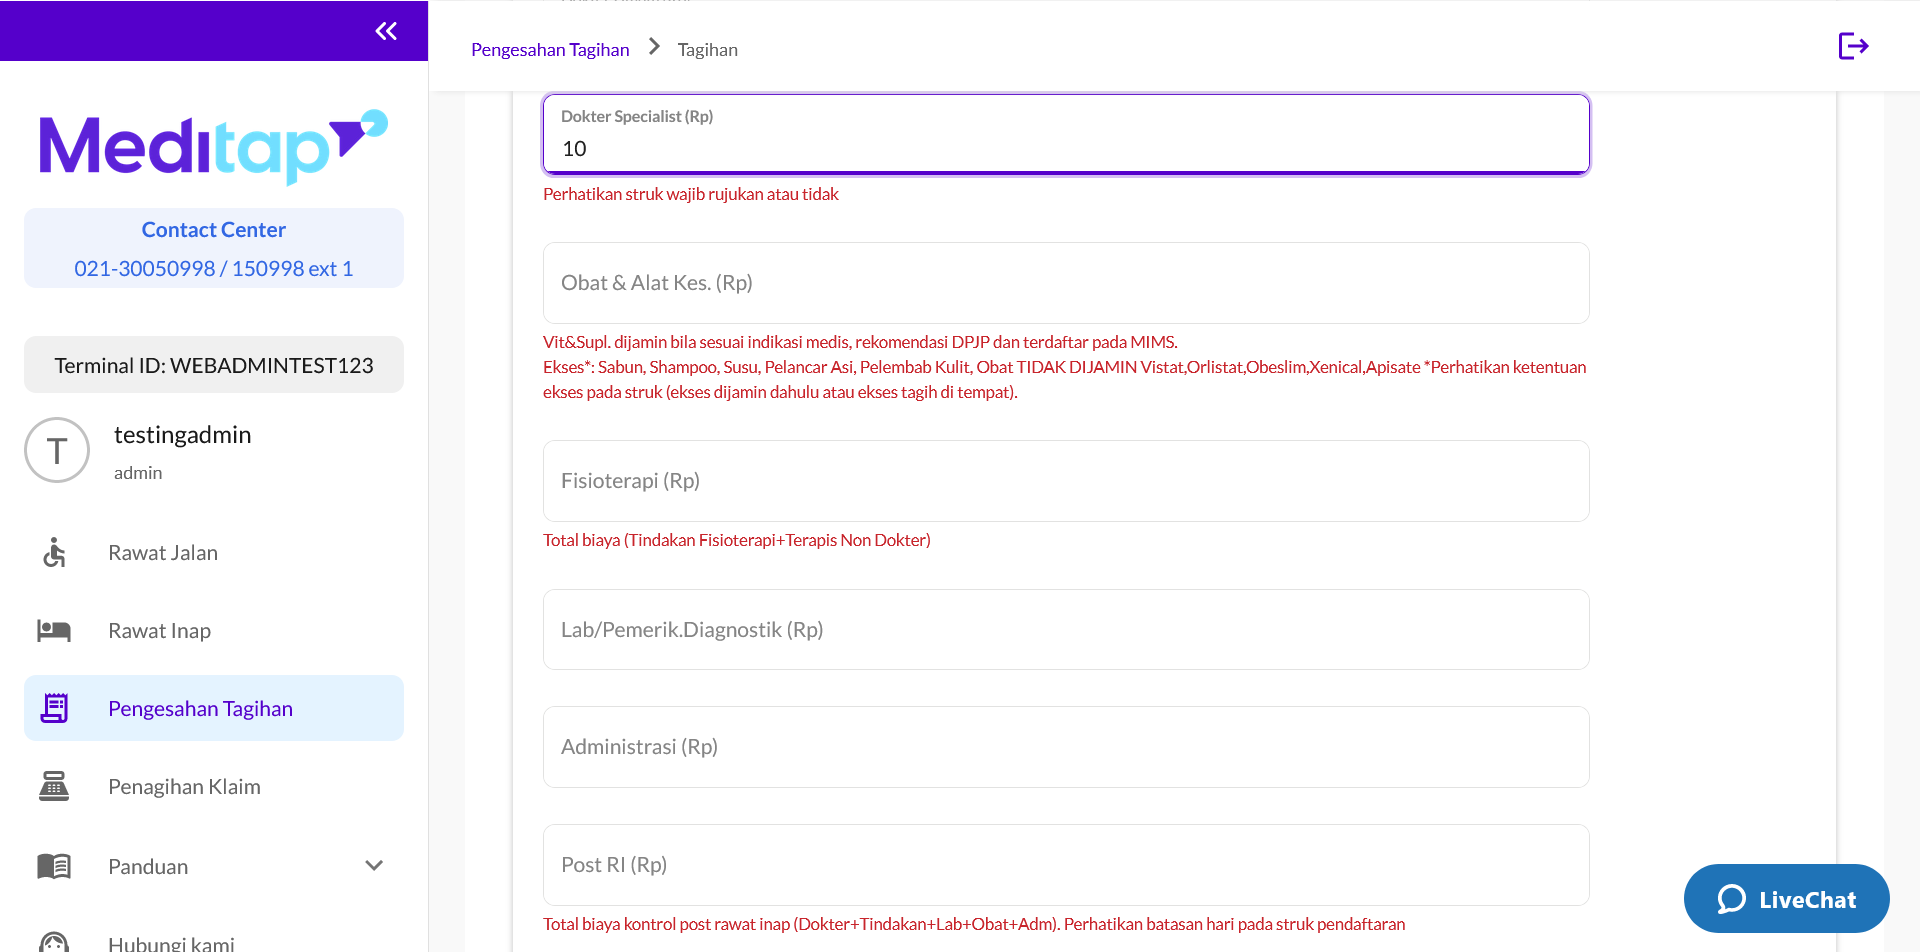 Pengesahan Tagihan
Tagihan
Meditap
Contact Center
021-30050998 / 150998 ext 1
Terminal ID: WEBADMINTEST123
T
testingadmin
admin
Rawat Jalan
Rawat Inap
Pengesahan Tagihan
Penagihan Klaim
Panduan
Hubungi kami
Dokter Specialist (Rp)
10
Perhatikan struk wajib rujukan atau tidak
Obat & Alat Kes. (Rp)
Vit&Supl. dijamin bila sesuai indikasi medis, rekomendasi DPJP dan terdaftar pada MIMS.
Ekses*: Sabun, Shampoo, Susu, Pelancar Asi, Pelembab Kulit, Obat TIDAK DIJAMIN Vistat,Orlistat,Obeslim,Xenical,Apisate *Perhatikan ketentuan
ekses pada struk (ekses dijamin dahulu atau ekses tagih di tempat).
Fisioterapi (Rp)
Total biaya (Tindakan Fisioterapi+Terapis Non Dokter)
Lab/Pemerik.Diagnostik (Rp)
Administrasi (Rp)
Post RI (Rp)
Total biaya kontrol post rawat inap (Dokter+Tindakan+Lab+Obat+Adm). Perhatikan batasan hari pada struk pendaftaran
LiveChat